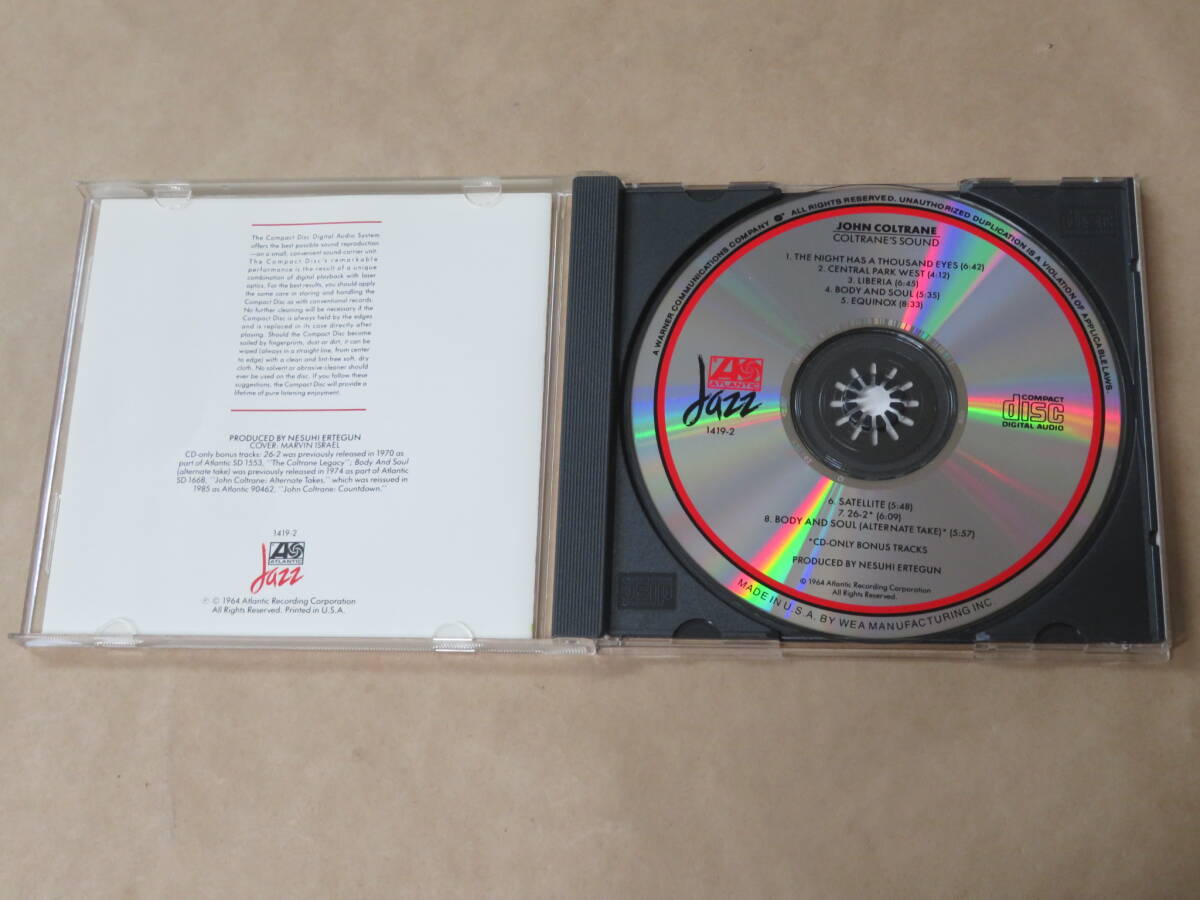 The Compact Disc Digital Audio System
offers the best possible sound reproduction
—on a small, convenient sound-carrier unit.
The Compact Disc's remarkable
performance is the result of a unique
combination of digital playback with laser
optics. For the best results, you should apply
the same care in storing and handling the
Compact Disc as with conventional records.
No further cleaning will be necessary if the
Compact Disc is always held by the edges
and is replaced in its case directly after
playing. Should the Compact Disc become
soiled by fingerprints, dust or dirt, it can be
wiped (always in a straight line, from center
to edge) with a clean and lint-free soft, dry
cloth. No solvent or abrasive cleaner should
ever be used on the disc. If you follow these
suggestions, the Compact Disc will provide a
lifetime of pure listening enjoyment.
PRODUCED BY NESUHI ERTEGUN
COVER: MARVIN ISRAEL
CD-only bonus tracks: 26-2 was previously released in 1970 as
part of Atlantic SD 1553, "The Coltrane Legacy"; Body And Soul
(alternate take) was previously released in 1974 as part of Atlantic
SD 1668, "John Coltrane: Alternate Takes," which was reissued in
1985 as Atlantic 90462, "John Coltrane: Countdown."
1419-2
ATLANTIC
Jazz
℗ © 1964 Atlantic Recording Corporation
All Rights Reserved. Printed in U.S.A.
A WARNER COMMUNICATIONS COMPANY ALL RIGHTS RESERVED. UNAUTHORIZED DUPLICATION IS A VIOLATION OF APPLICABLE LAWS.
JOHN COLTRANE
COLTRANE'S SOUND
1. THE NIGHT HAS A THOUSAND EYES (6:42)
2. CENTRAL PARK WEST (4:12)
3. LIBERIA (6:45)
4. BODY AND SOUL (5:35)
5. EQUINOX (8:33)
ATLANTIC
Jazz
1419-2
COMPACT
disc
DIGITAL AUDIO
6. SATELLITE (5:48)
7. 26-2* (6:09)
8. BODY AND SOUL (ALTERNATE TAKE)* (5:57)
*CD-ONLY BONUS TRACKS
PRODUCED BY NESUHI ERTEGUN
℗ 1964 Atlantic Recording Corporation
All Rights Reserved.
MADE IN U.S.A. BY WEA MANUFACTURING INC.